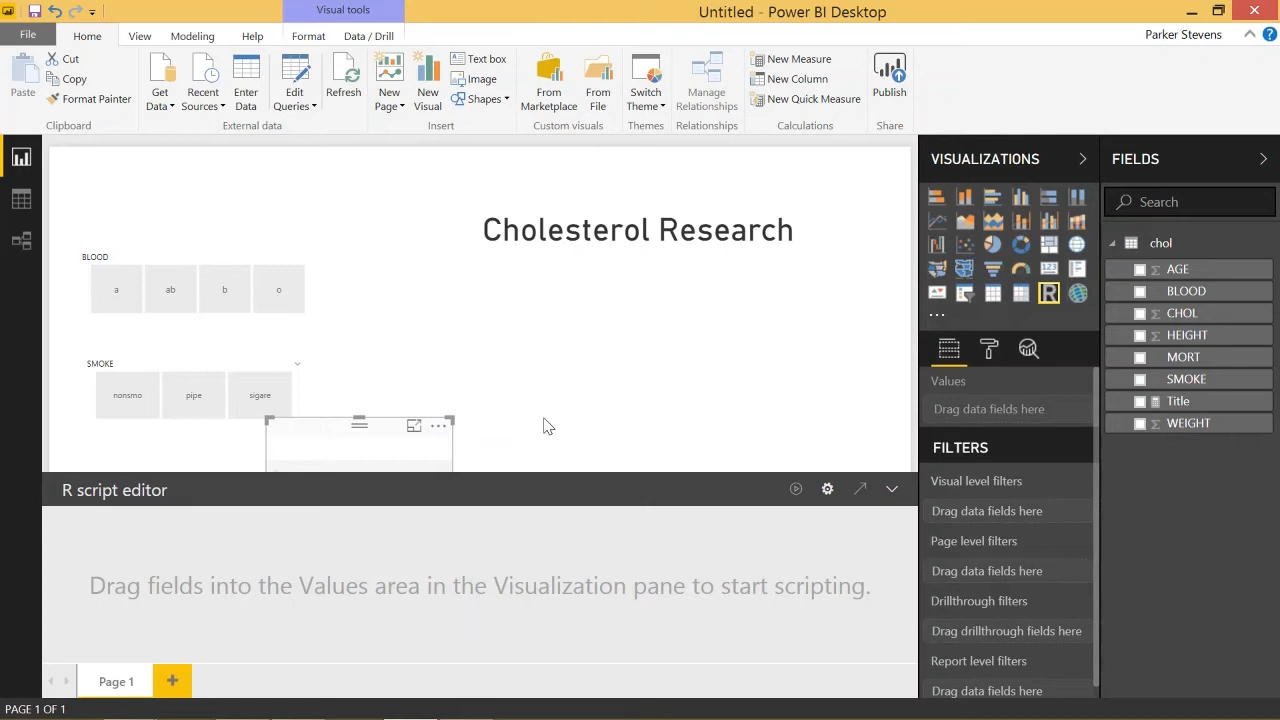 Visual tools
Untitled - Power BI Desktop
File Home View Modeling Help Format Data / Drill
Parker Stevens
Paste
Cut
Copy
Format Painter
Get Data
Recent Sources
Enter Data
Edit Queries
Refresh
New Page
New Visual
Text box
Image
Shapes
From Marketplace
From File
Switch Theme
Manage Relationships
New Measure
New Column
New Quick Measure
Publish
Clipboard External data Insert Custom visuals Themes Relationships Calculations Share
Cholesterol Research
BLOOD
a ab b o
SMOKE
nonsmo pipe sigare
R script editor
Drag fields into the Values area in the Visualization pane to start scripting.
Page 1
PAGE 1 OF 1
VISUALIZATIONS
123
R
Values
Drag data fields here
FILTERS
Visual level filters
Drag data fields here
Page level filters
Drag data fields here
Drillthrough filters
Drag drillthrough fields here
Report level filters
Drag data fields here
FIELDS
Search
chol
AGE
BLOOD
CHOL
HEIGHT
MORT
SMOKE
Title
WEIGHT